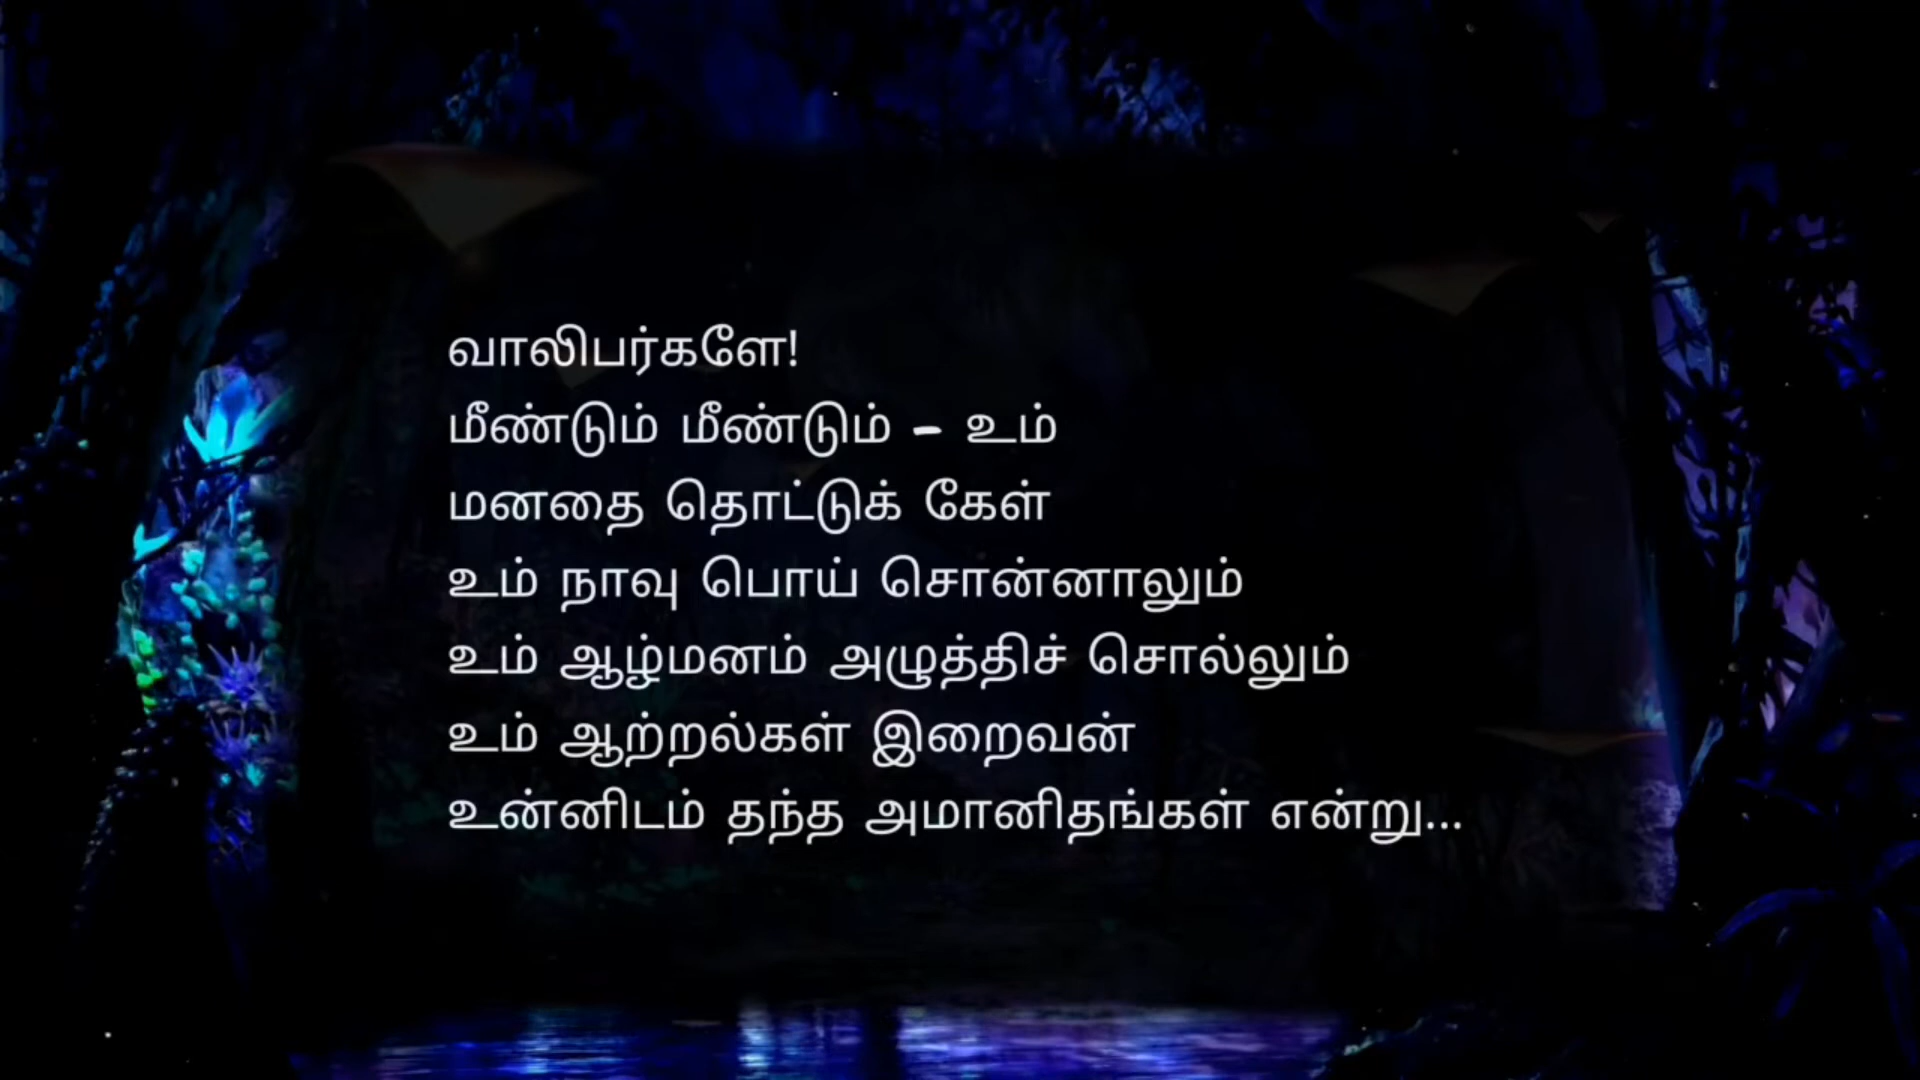 வாலிபர்களே!
மீண்டும் மீண்டும் - உம்
மனதை தொட்டுக் கேள்
உம் நாவு பொய் சொன்னாலும்
உம் ஆழ்மனம் அழுத்திச் சொல்லும்
உம் ஆற்றல்கள் இறைவன்
உன்னிடம் தந்த அமானிதங்கள் என்று...